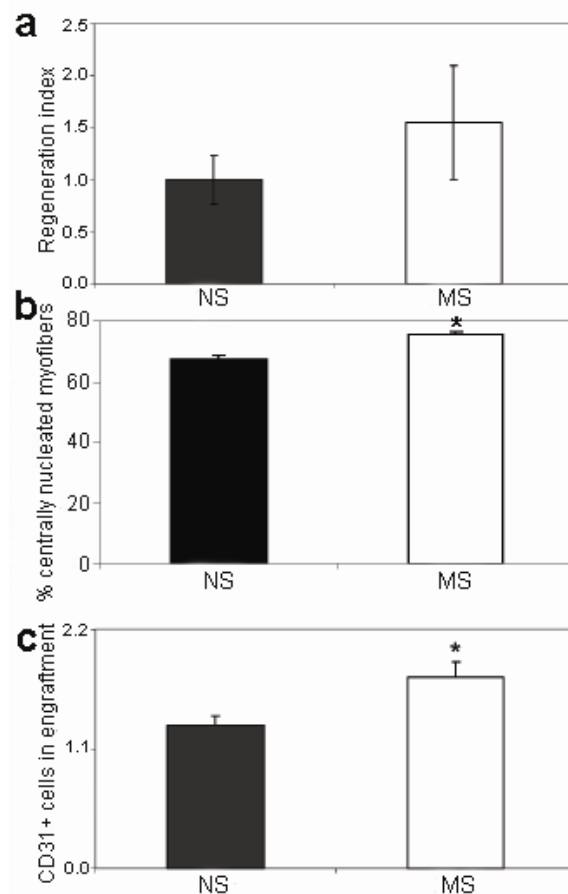 a
Regeneration index
2.5
2.0
1.5
1.0
0.5
0.0
NS MS
b
% centrally nucleated myofibers
80
60
40
20
0
*
NS MS
c
CD31+ cells in engraftment
2.2
1.1
0.0
*
NS MS